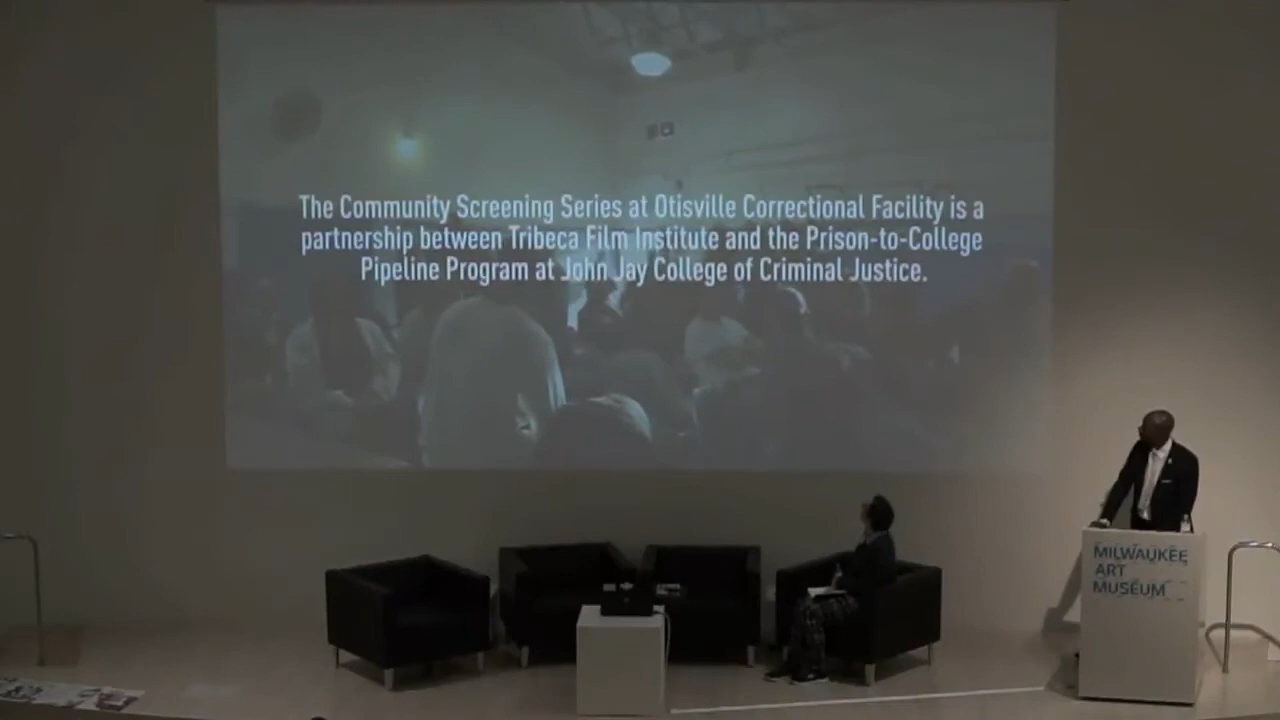 The Community Screening Series at Otisville Correctional Facility is a
partnership between Tribeca Film Institute and the Prison-to-College
Pipeline Program at John Jay College of Criminal Justice.
MILWAUKEE
ART
MUSEUM